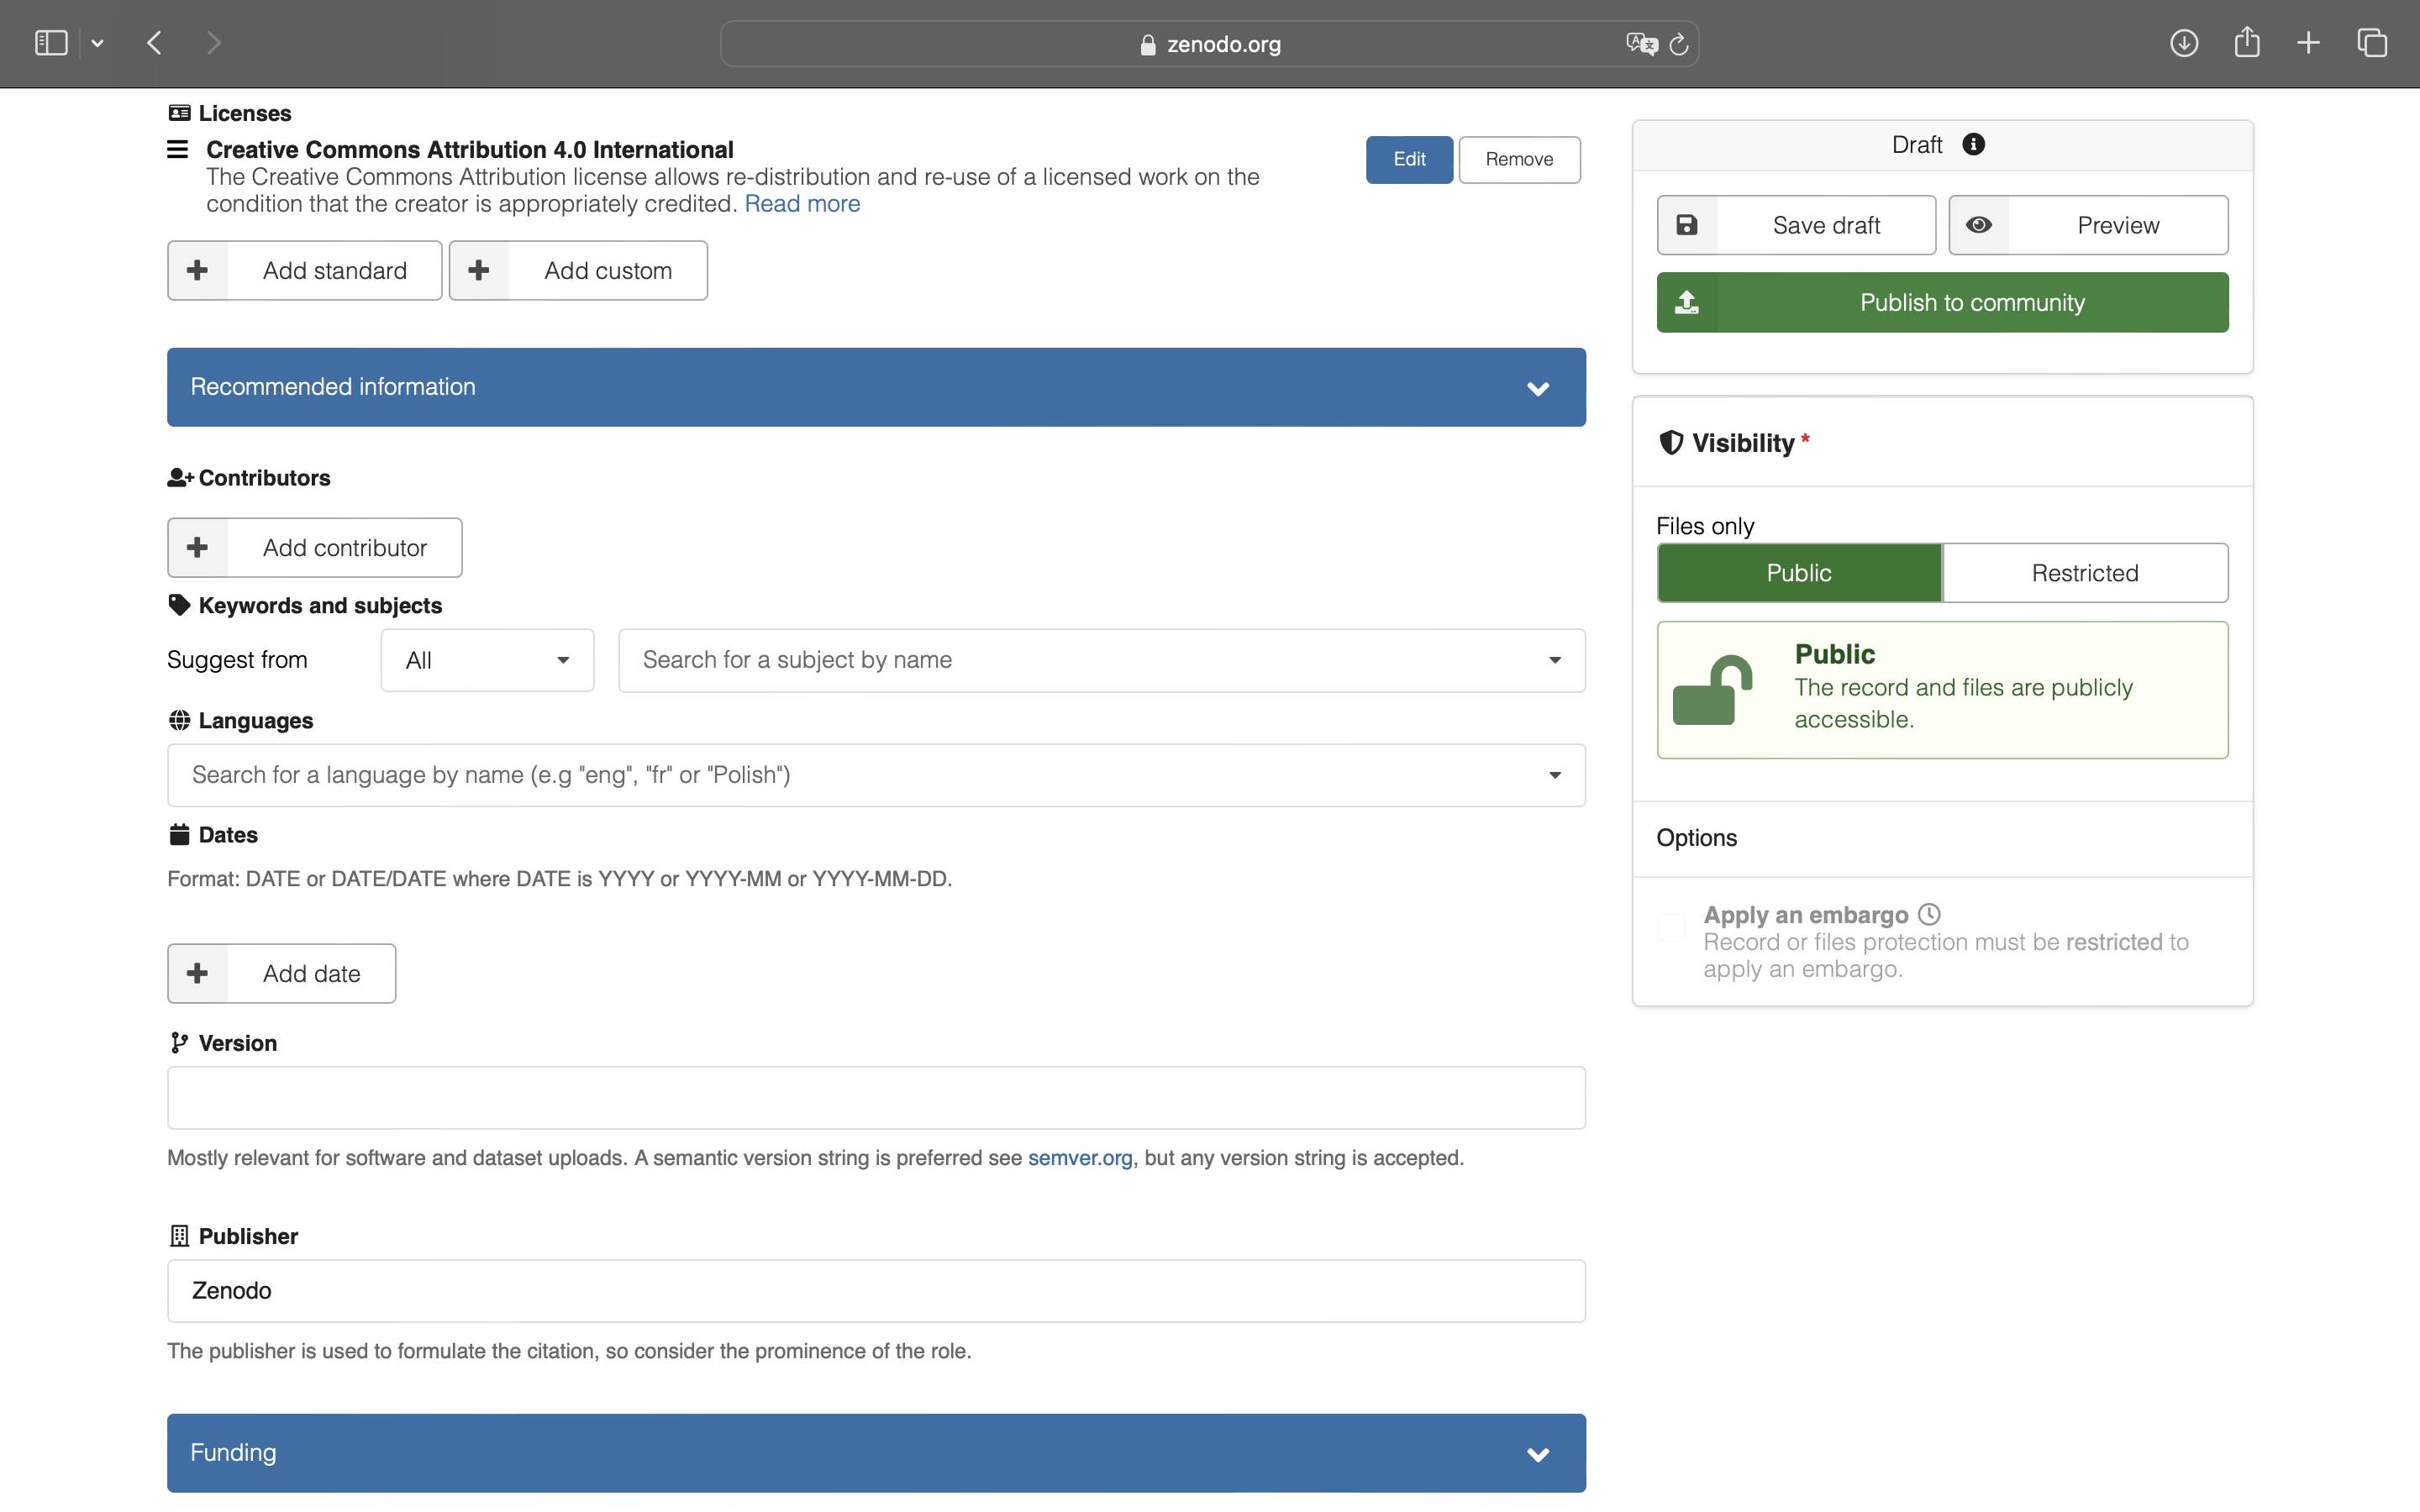 zenodo.org
Licenses
Creative Commons Attribution 4.0 International
The Creative Commons Attribution license allows re-distribution and re-use of a licensed work on the
condition that the creator is appropriately credited. Read more
Edit
Remove
Add standard
Add custom
Recommended information
Contributors
Add contributor
Keywords and subjects
Suggest from
All
Search for a subject by name
Languages
Search for a language by name (e.g "eng", "fr" or "Polish")
Dates
Format: DATE or DATE/DATE where DATE is YYYY or YYYY-MM or YYYY-MM-DD.
Add date
Version
Mostly relevant for software and dataset uploads. A semantic version string is preferred see semver.org, but any version string is accepted.
Publisher
Zenodo
The publisher is used to formulate the citation, so consider the prominence of the role.
Funding
Draft
Save draft
Preview
Publish to community
Visibility *
Files only
Public
Restricted
Public
The record and files are publicly
accessible.
Options
Apply an embargo
Record or files protection must be restricted to
apply an embargo.